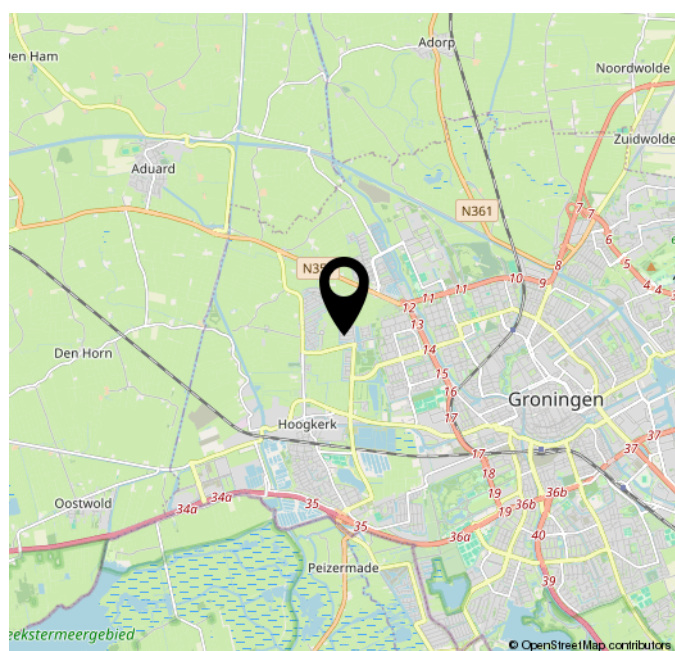 Den Ham
Adorp
Noordwolde
Zuidwolde
Aduard
N361
7
7
6
5
4
4
8
9
10
11
11
12
13
14
15
16
17
Den Horn
Groningen
Hoogkerk
37
37
17
18
19
19
36b
36b
36a
40
39
Oostwold
34a
34a
35
35
Peizermade
eekstermeergebied
© OpenStreetMap contributors